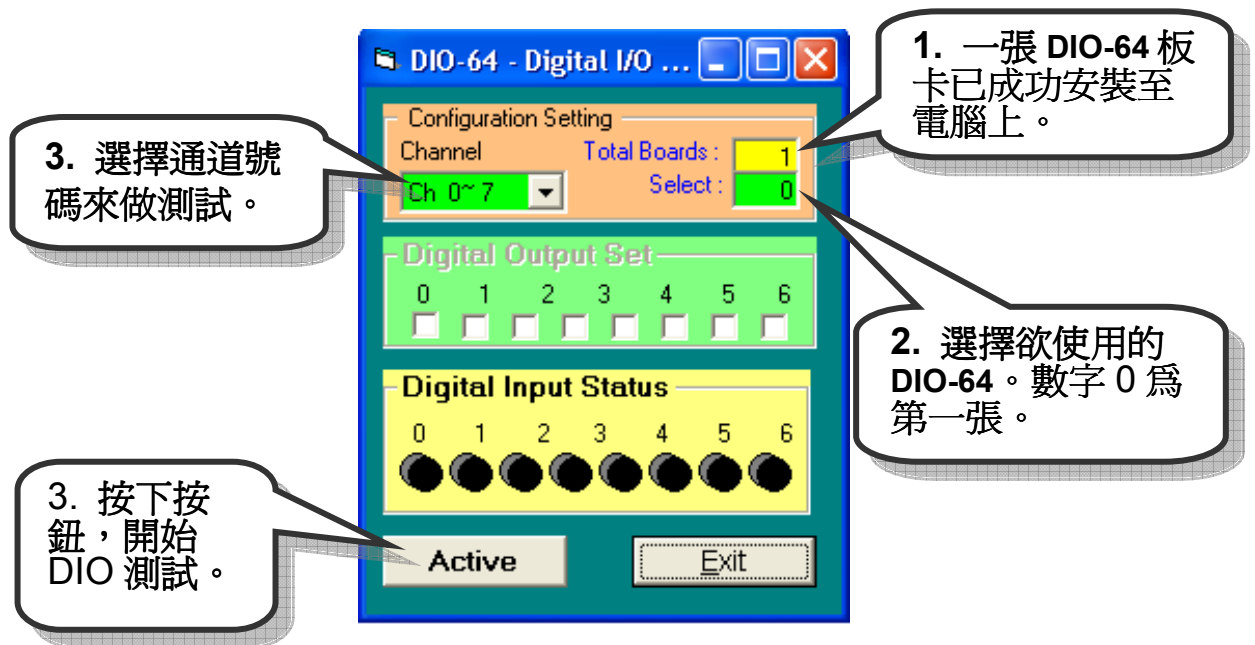 DIO-64 - Digital I/O ...
1. 一張 DIO-64 板
卡已成功安裝至
電腦上。
Configuration Setting
Channel
Total Boards :
1
Ch 0~ 7
Select :
0
3. 選擇通道號
碼來做測試。
Digital Output Set
0 1 2 3 4 5 6
2. 選擇欲使用的
DIO-64。數字 0 爲
第一張。
Digital Input Status
0 1 2 3 4 5 6
3. 按下按
鈕，開始
DIO 測試。
Active
Exit